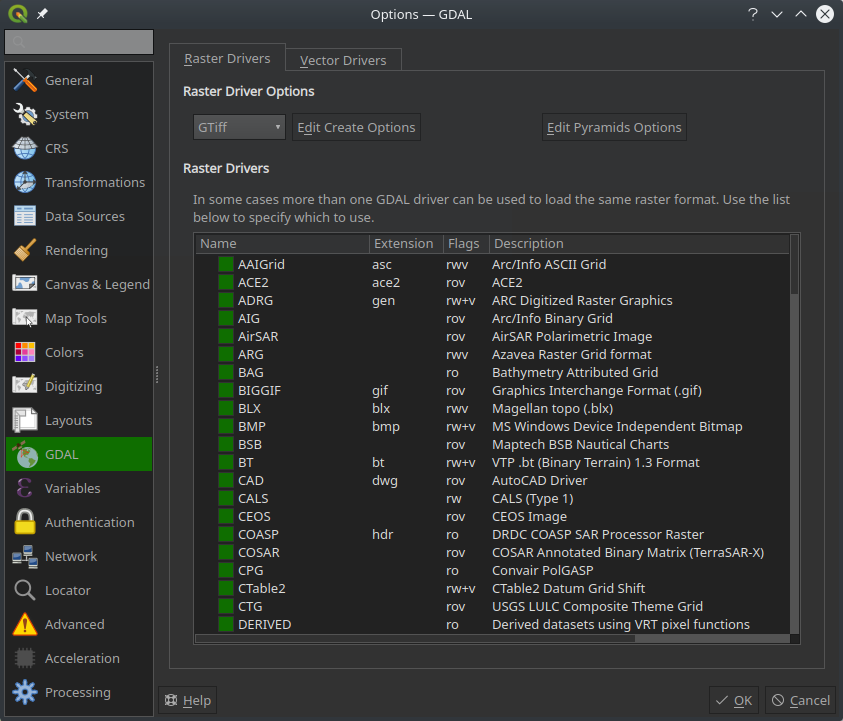 Options — GDAL
General
System
CRS
Transformations
Data Sources
Rendering
Canvas & Legend
Map Tools
Colors
Digitizing
Layouts
GDAL
Variables
Authentication
Network
Locator
Advanced
Acceleration
Processing
Raster Drivers
Vector Drivers
Raster Driver Options
GTiff
Edit Create Options
Edit Pyramids Options
Raster Drivers
In some cases more than one GDAL driver can be used to load the same raster format. Use the list
below to specify which to use.
Name Extension Flags Description
AAIGrid asc rwv Arc/Info ASCII Grid
ACE2 ace2 rov ACE2
ADRG gen rw+v ARC Digitized Raster Graphics
AIG rov Arc/Info Binary Grid
AirSAR rov AirSAR Polarimetric Image
ARG rwv Azavea Raster Grid format
BAG ro Bathymetry Attributed Grid
BIGGIF gif rov Graphics Interchange Format (.gif)
BLX blx rwv Magellan topo (.blx)
BMP bmp rw+v MS Windows Device Independent Bitmap
BSB rov Maptech BSB Nautical Charts
BT bt rw+v VTP .bt (Binary Terrain) 1.3 Format
CAD dwg rov AutoCAD Driver
CALS rw CALS (Type 1)
CEOS rov CEOS Image
COASP hdr ro DRDC COASP SAR Processor Raster
COSAR rov COSAR Annotated Binary Matrix (TerraSAR-X)
CPG ro Convair PolGASP
CTable2 rw+v CTable2 Datum Grid Shift
CTG rov USGS LULC Composite Theme Grid
DERIVED ro Derived datasets using VRT pixel functions
Help
OK
Cancel